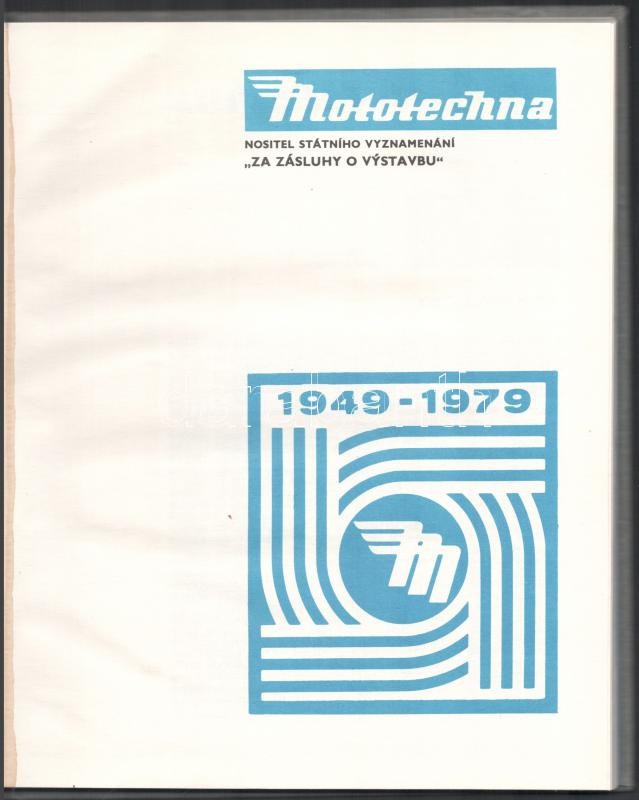 Mototechna
NOSITEL STÁTNÍHO VYZNAMENÁNÍ
„ZA ZÁSLUHY O VÝSTAVBU“
1949 - 1979
M